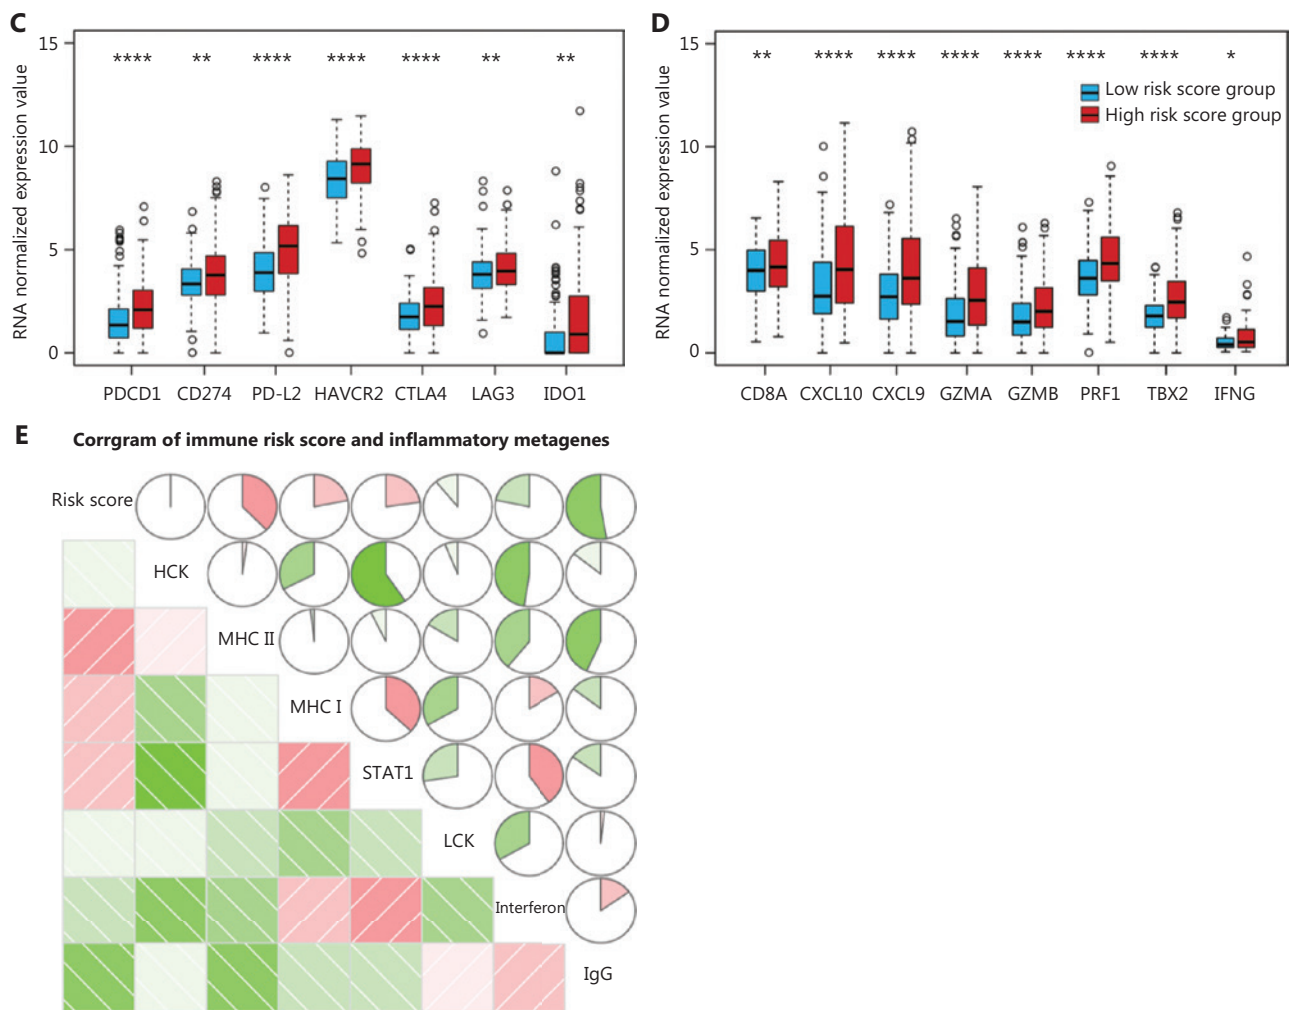 C
RNA normalized expression value
15
10
5
0
**** ** **** **** **** ** **
PDCD1 CD274 PD-L2 HAVCR2 CTLA4 LAG3 IDO1
D
RNA normalized expression value
15
10
5
0
** **** **** **** **** **** **** *
Low risk score group
High risk score group
CD8A CXCL10 CXCL9 GZMA GZMB PRF1 TBX2 IFNG
E Corrgram of immune risk score and inflammatory metagenes
Risk score
HCK
MHC II
MHC I
STAT1
LCK
Interferon
IgG